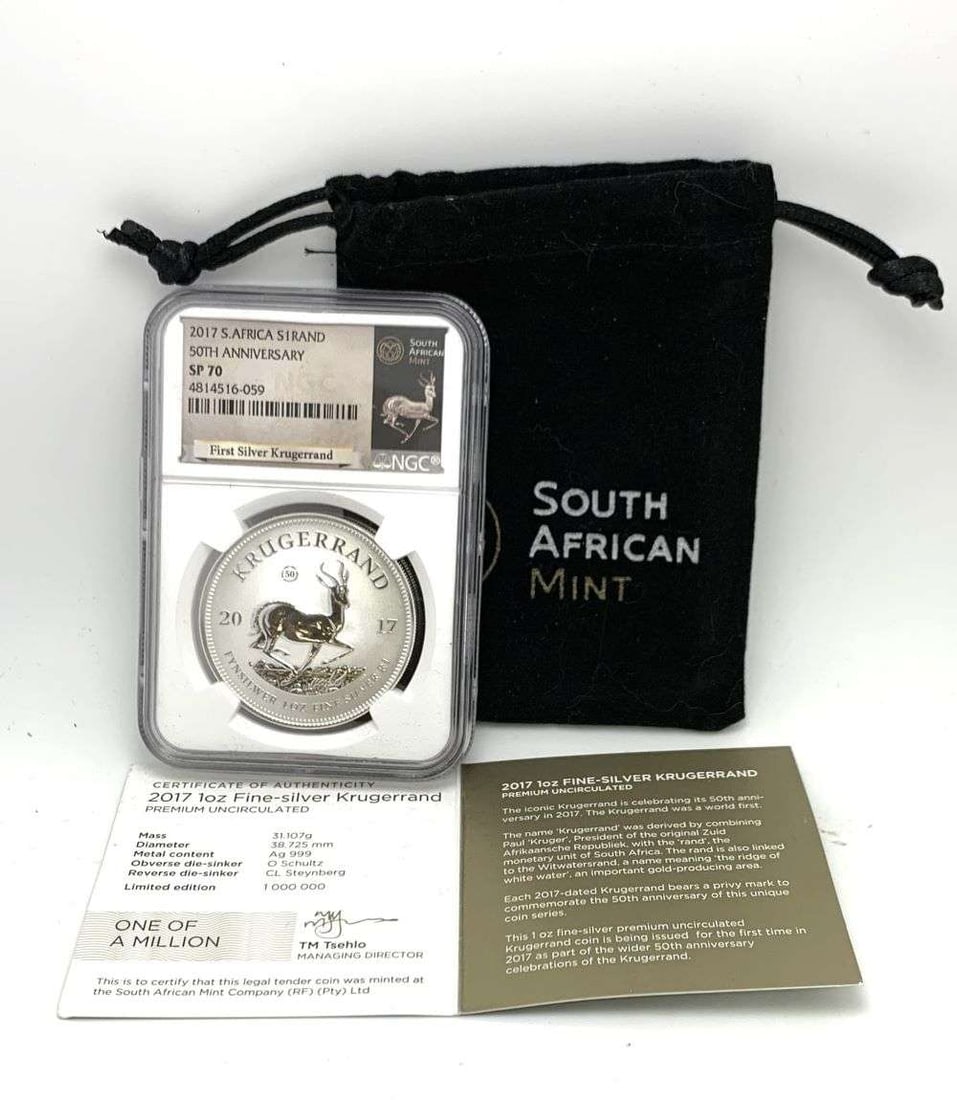 2017 S.AFRICA S1RAND
50TH ANNIVERSARY
SP 70
4814516-059
First Silver Krugerrand
SOUTH
AFRICAN
MINT
NGC
KRUGERRAND
50
20 17
FYNSILWER 1 OZ FINE SILVER R1
SOUTH
AFRICAN
MINT
CERTIFICATE OF AUTHENTICITY
2017 1oz Fine-silver Krugerrand
PREMIUM UNCIRCULATED
Mass 31.107g
Diameter 38.725 mm
Metal content Ag 999
Obverse die-sinker O Schultz
Reverse die-sinker CL Steynberg
Limited edition 1 000 000
ONE OF
A MILLION
TM Tsehlo
MANAGING DIRECTOR
This is to certify that this legal tender coin was minted at
the South African Mint Company (RF) (Pty) Ltd
2017 1oz FINE-SILVER KRUGERRAND
PREMIUM UNCIRCULATED
The iconic Krugerrand is celebrating its 50th anni-
versary in 2017. The Krugerrand was a world first.
The name 'Krugerrand' was derived by combining
Paul 'Kruger', President of the original Zuid
Afrikaansche Republiek, with the 'rand', the
monetary unit of South Africa. The rand is also linked
to the Witwatersrand, a name meaning 'the ridge of
white water', an important gold-producing area.
Each 2017-dated Krugerrand bears a privy mark to
commemorate the 50th anniversary of this unique
coin series.
This 1 oz fine-silver premium uncirculated
Krugerrand coin is being issued for the first time in
2017 as part of the wider 50th anniversary
celebrations of the Krugerrand.